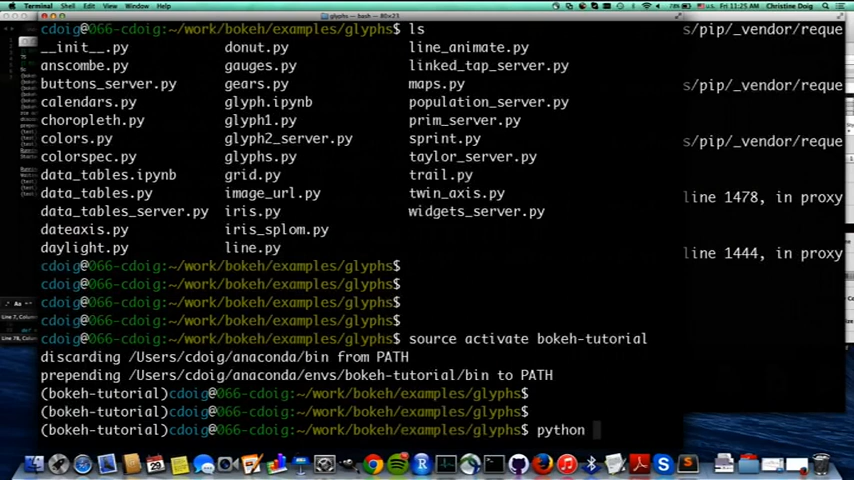 Terminal Shell Edit View Window Help 78% Fri 11:25 AM Christine Doig
glyphs — bash — 80×23
cdoig@066-cdoig:~/work/bokeh/examples/glyphs$ ls
s/pip/_vendor/reque
__init__.py donut.py line_animate.py
anscombe.py gauges.py linked_tap_server.py
buttons_server.py gears.py maps.py
s/pip/_vendor/reque
calendars.py glyph.ipynb population_server.py
choropleth.py glyph1.py prim_server.py
colors.py glyph2_server.py sprint.py
s/pip/_vendor/reque
colorspec.py glyphs.py taylor_server.py
data_tables.ipynb grid.py trail.py
data_tables.py image_url.py twin_axis.py
line 1478, in proxy
data_tables_server.py iris.py widgets_server.py
dateaxis.py iris_splom.py
daylight.py line.py
line 1444, in proxy
cdoig@066-cdoig:~/work/bokeh/examples/glyphs$
cdoig@066-cdoig:~/work/bokeh/examples/glyphs$
cdoig@066-cdoig:~/work/bokeh/examples/glyphs$
cdoig@066-cdoig:~/work/bokeh/examples/glyphs$
cdoig@066-cdoig:~/work/bokeh/examples/glyphs$ source activate bokeh-tutorial
discarding /Users/cdoig/anaconda/bin from PATH
prepending /Users/cdoig/anaconda/envs/bokeh-tutorial/bin to PATH
(bokeh-tutorial)cdoig@066-cdoig:~/work/bokeh/examples/glyphs$
(bokeh-tutorial)cdoig@066-cdoig:~/work/bokeh/examples/glyphs$
(bokeh-tutorial)cdoig@066-cdoig:~/work/bokeh/examples/glyphs$ python